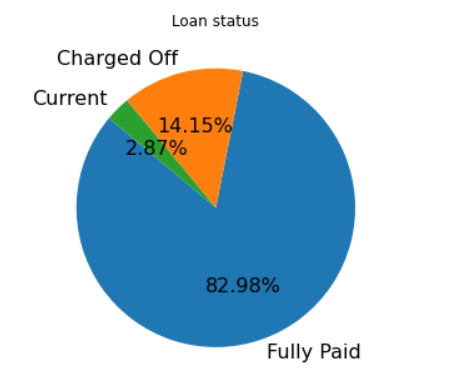 Loan status
Charged Off
Current
14.15%
2.87%
82.98%
Fully Paid